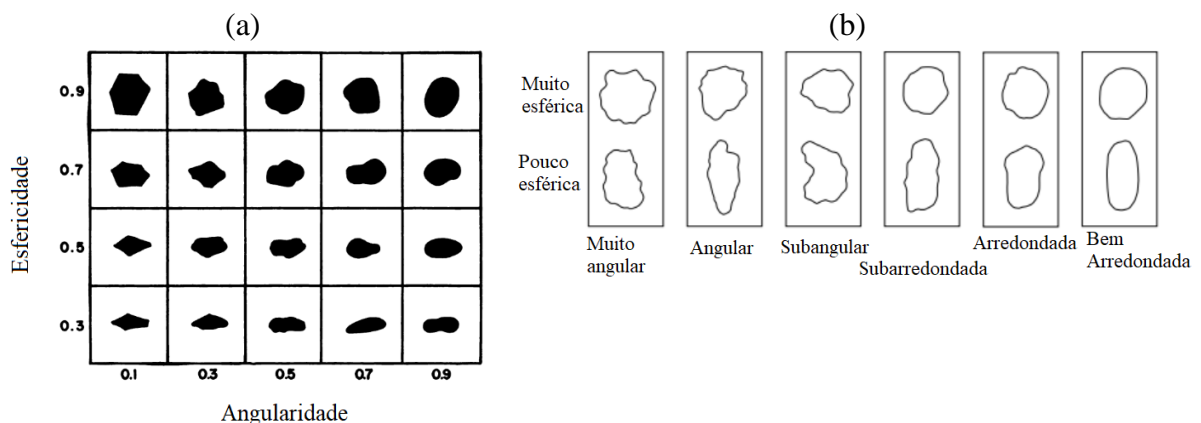 (a)
0.9
0.7
0.5
0.3
Esfericidade
0.1 0.3 0.5 0.7 0.9
Angularidade
(b)
Muito
esférica
Pouco
esférica
Muito
angular
Angular
Subangular
Subarredondada
Arredondada
Bem
Arredondada